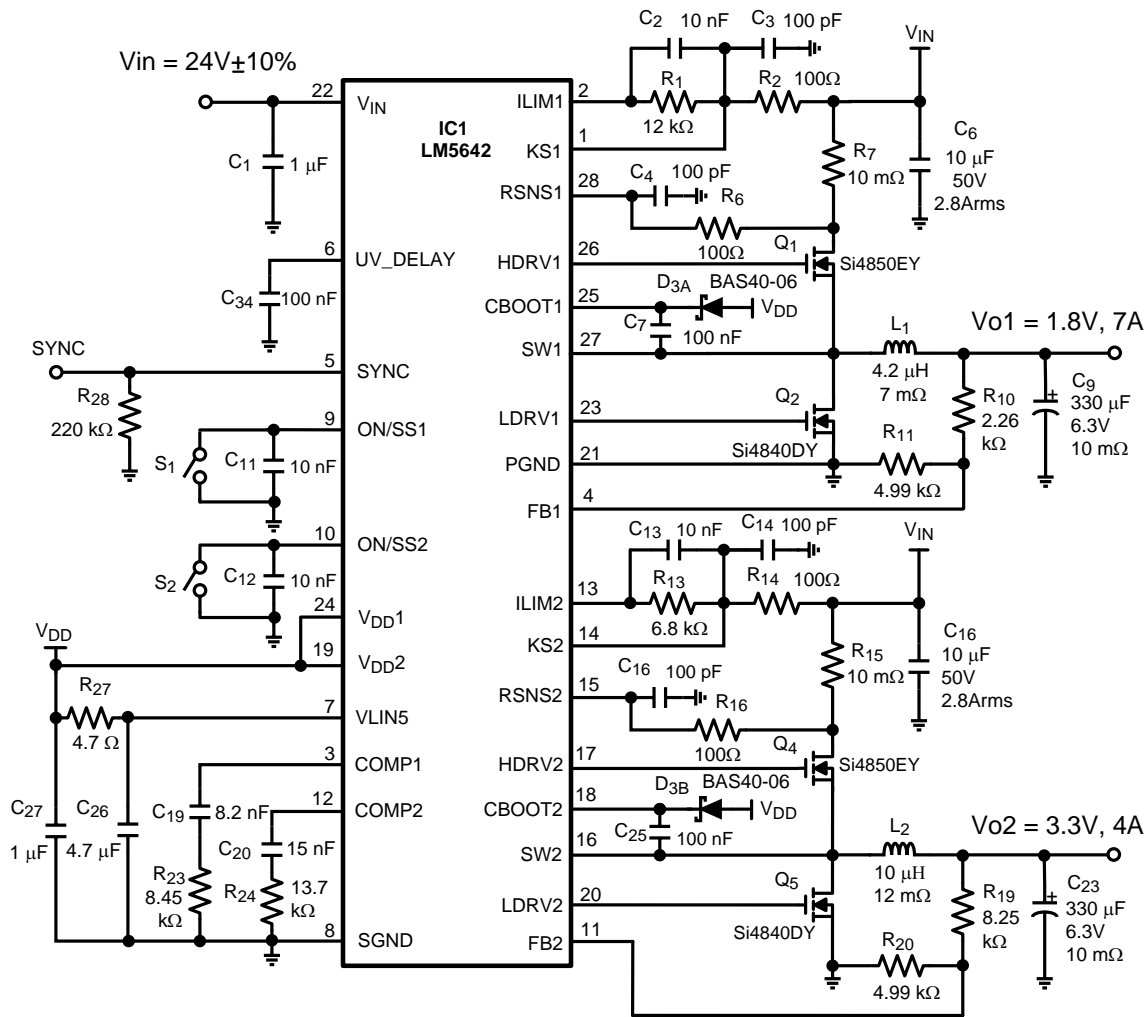 Vin = 24V±10%
IC1
LM5642
22
VIN
C1
1 μF
6
UV_DELAY
C34
100 nF
SYNC
5
SYNC
R28
220 kΩ
9
ON/SS1
S1
C11
10 nF
10
ON/SS2
S2
C12
10 nF
24
VDD1
VDD
19
VDD2
R27
4.7 Ω
7
VLIN5
3
COMP1
12
COMP2
C27
1 μF
C26
4.7 μF
C19
8.2 nF
C20
15 nF
R23
8.45
kΩ
R24
13.7
kΩ
8
SGND
ILIM1
2
C2
10 nF
C3
100 pF
R1
12 kΩ
R2
100Ω
VIN
KS1
1
R7
10 mΩ
C6
10 μF
50V
2.8Arms
RSNS1
28
C4
100 pF
R6
100Ω
HDRV1
26
Q1
Si4850EY
CBOOT1
25
D3A
BAS40-06
VDD
C7
100 nF
SW1
27
L1
4.2 μH
7 mΩ
Vo1 = 1.8V, 7A
LDRV1
23
Q2
Si4840DY
R10
2.26
kΩ
C9
+
330 μF
6.3V
10 mΩ
PGND
21
R11
4.99 kΩ
FB1
4
C13
10 nF
C14
100 pF
VIN
ILIM2
13
R13
6.8 kΩ
R14
100Ω
KS2
14
R15
10 mΩ
C16
10 μF
50V
2.8Arms
RSNS2
15
C16
100 pF
R16
100Ω
HDRV2
17
Q4
Si4850EY
CBOOT2
18
D3B
BAS40-06
VDD
C25
100 nF
SW2
16
L2
10 μH
12 mΩ
Vo2 = 3.3V, 4A
LDRV2
20
Q5
Si4840DY
R19
8.25
kΩ
C23
+
330 μF
6.3V
10 mΩ
FB2
11
R20
4.99 kΩ